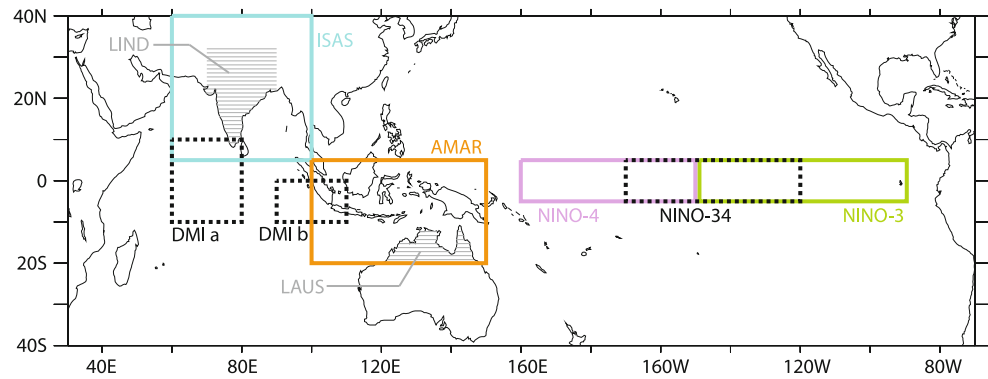 40N
LIND
ISAS
20N
AMAR
0
NINO-4
NINO-34
NINO-3
DMI a
DMI b
20S
LAUS
40S
40E
80E
120E
160E
160W
120W
80W